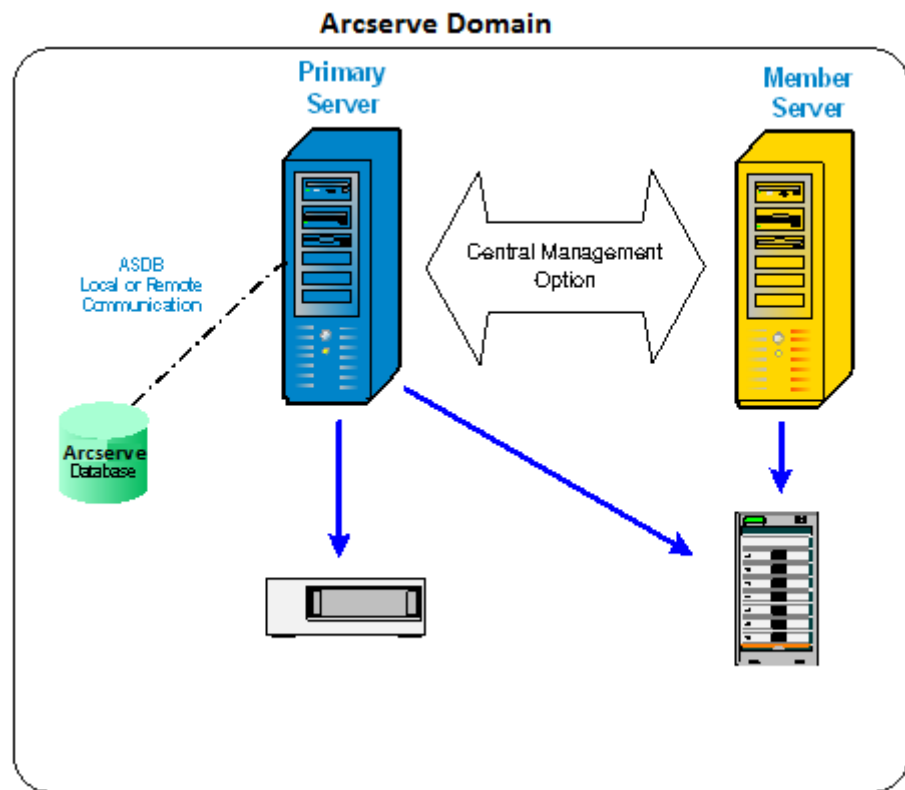 Arcserve Domain
Primary
Server
Member
Server
Central Management
Option
ASDB
Local or Remote
Communication
Arcserve
Database